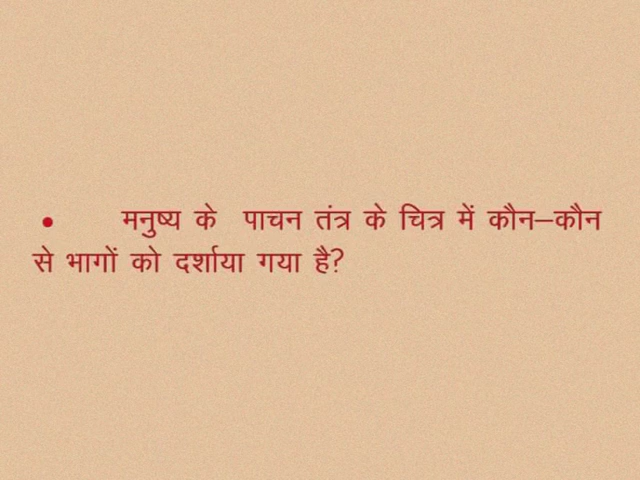 • मनुष्य के पाचन तंत्र के चित्र में कौन–कौन
से भागों को दर्शाया गया है?